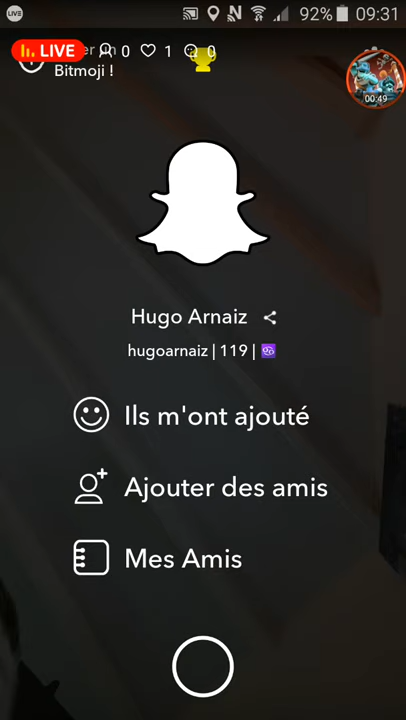 LIVE
92% 09:31
LIVE 0 1 0
Bitmoji !
00:49
Hugo Arnaiz
hugoarnaiz | 119 |
Ils m'ont ajouté
Ajouter des amis
Mes Amis